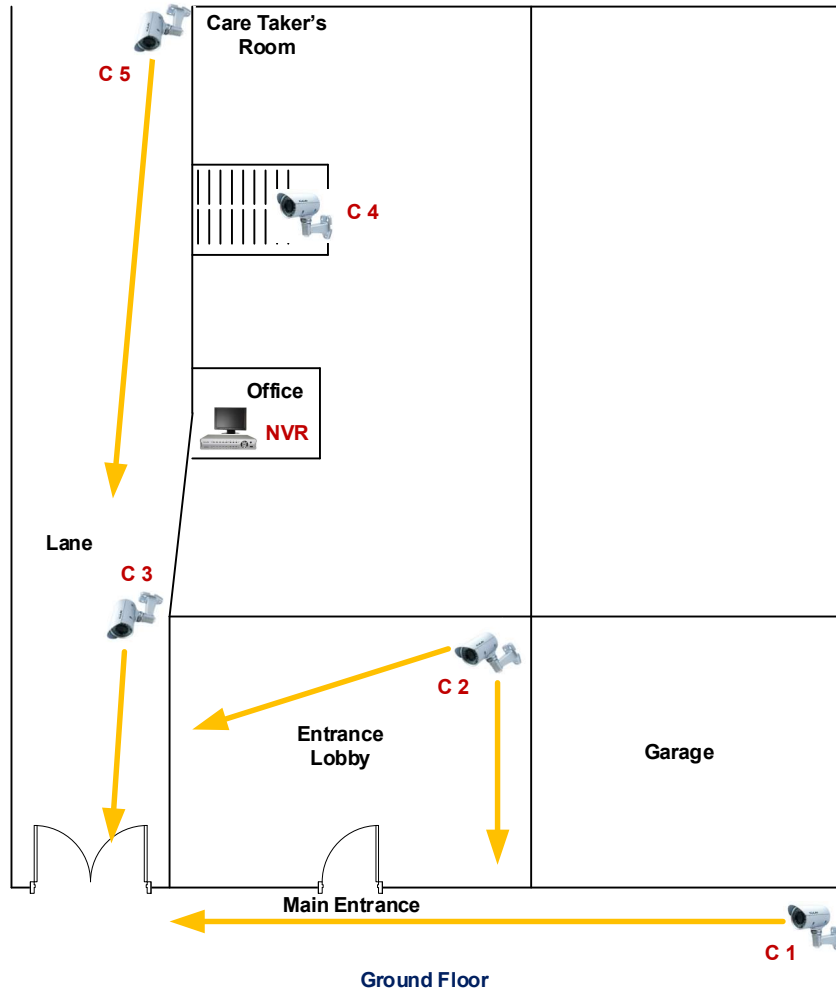 Care Taker's
Room
C 5
C 4
Office
NVR
Lane
C 3
C 2
Entrance
Lobby
Garage
Main Entrance
C 1
Ground Floor